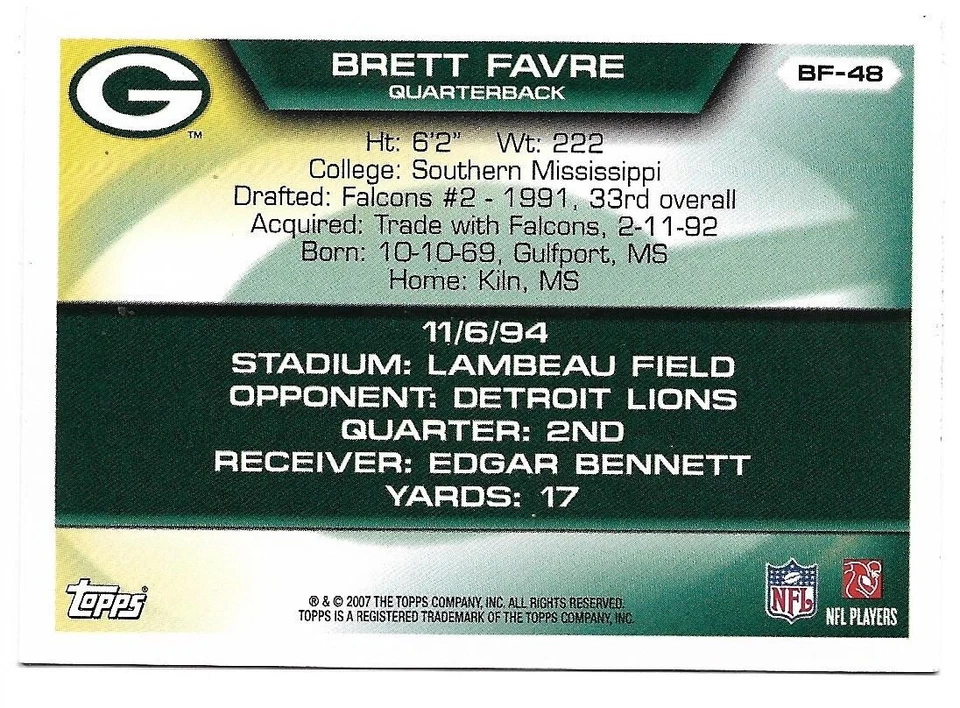 G
TM
BRETT FAVRE
QUARTERBACK
BF-48
Ht: 6'2" Wt: 222
College: Southern Mississippi
Drafted: Falcons #2 - 1991, 33rd overall
Acquired: Trade with Falcons, 2-11-92
Born: 10-10-69, Gulfport, MS
Home: Kiln, MS
11/6/94
STADIUM: LAMBEAU FIELD
OPPONENT: DETROIT LIONS
QUARTER: 2ND
RECEIVER: EDGAR BENNETT
YARDS: 17
Topps®
® & © 2007 THE TOPPS COMPANY, INC. ALL RIGHTS RESERVED.
TOPPS IS A REGISTERED TRADEMARK OF THE TOPPS COMPANY, INC.
NFL
NFL PLAYERS